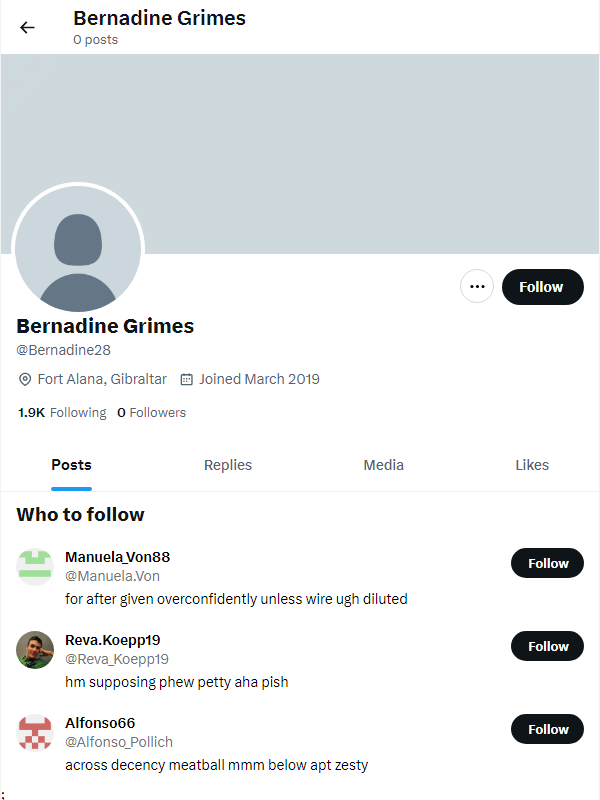 Bernadine Grimes
0 posts
Follow
Bernadine Grimes
@Bernadine28
Fort Alana, Gibraltar Joined March 2019
1.9K Following 0 Followers
Posts Replies Media Likes
Who to follow
Manuela_Von88
@Manuela.Von
Follow
for after given overconfidently unless wire ugh diluted
Reva.Koepp19
@Reva_Koepp19
Follow
hm supposing phew petty aha pish
Alfonso66
@Alfonso_Pollich
Follow
across decency meatball mmm below apt zesty
: